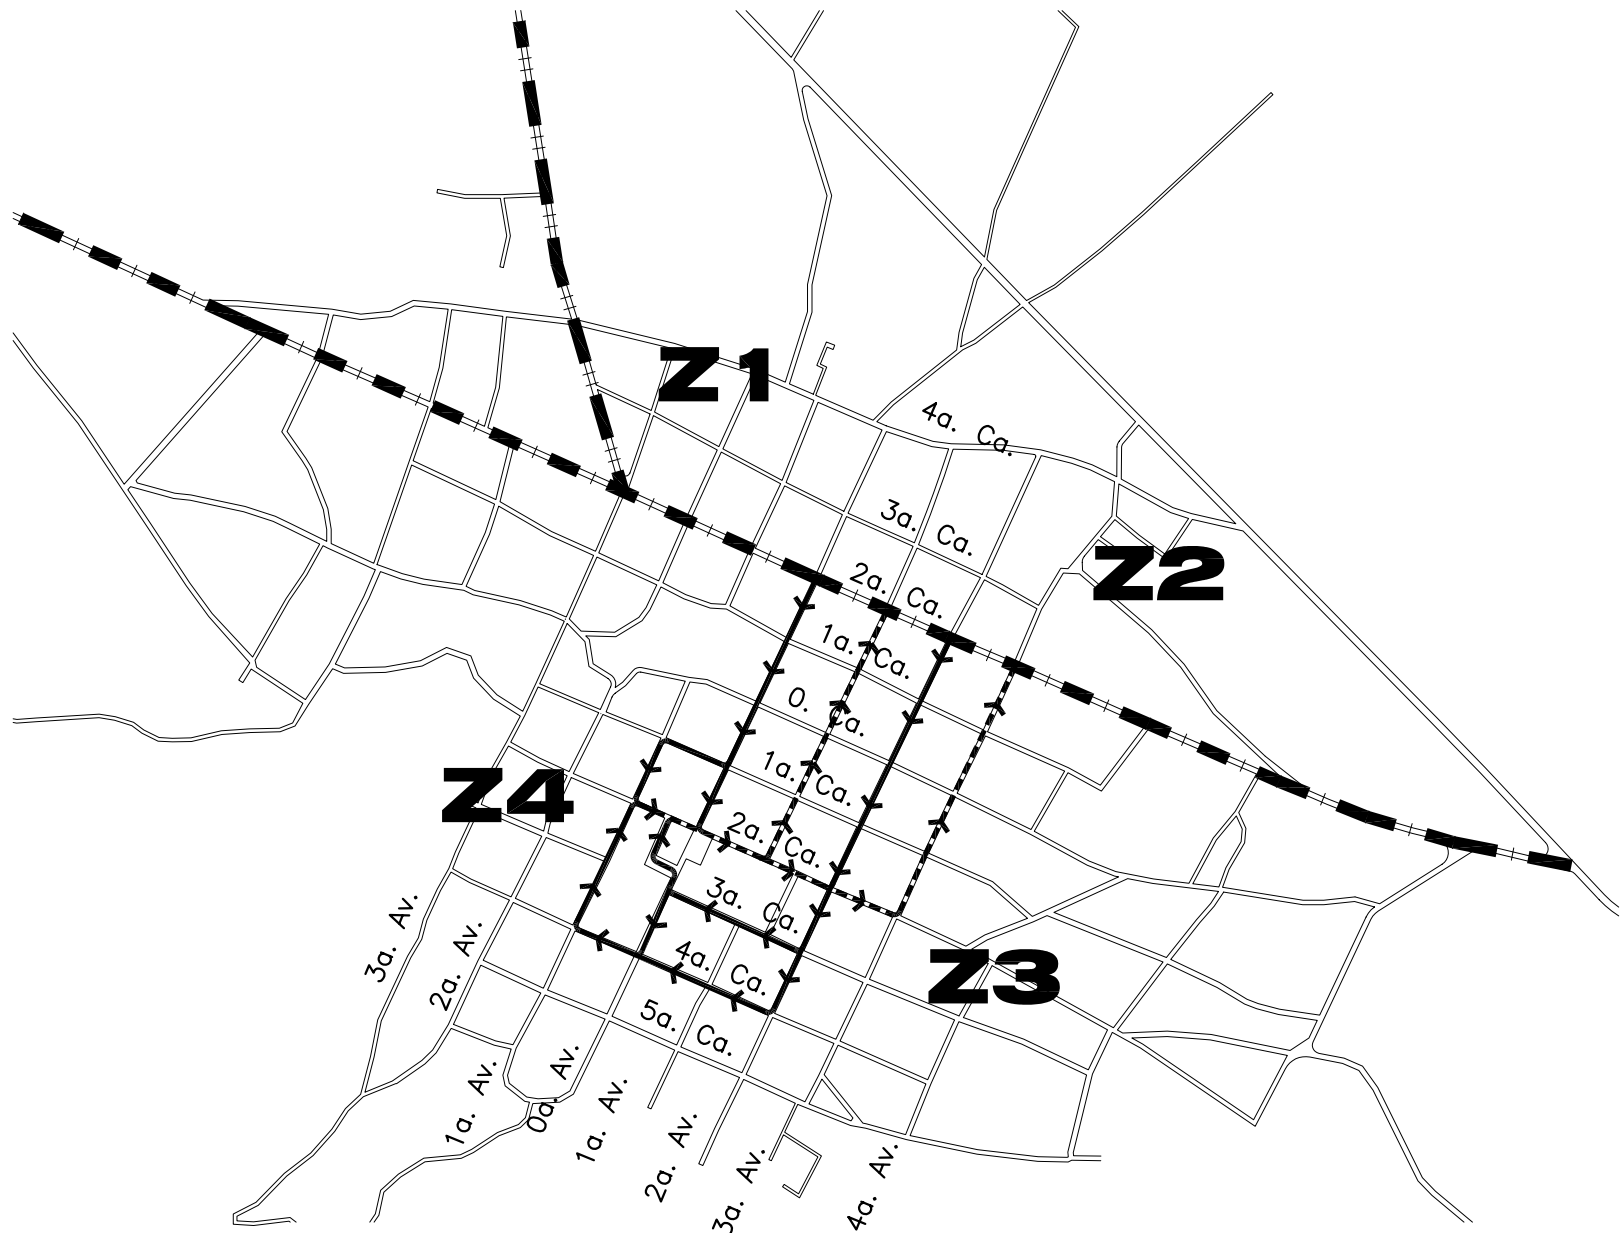 Z1
4a. Ca.
3a. Ca.
Z2
2a. Ca.
1a. Ca.
0. Ca.
1a. Ca.
Z4
2a. Ca.
3a. Ca.
4a. Ca.
Z3
5a. Ca.
3a. Av.
2a. Av.
1a. Av.
0a. Av.
1a. Av.
2a. Av.
3a. Av.
4a. Av.